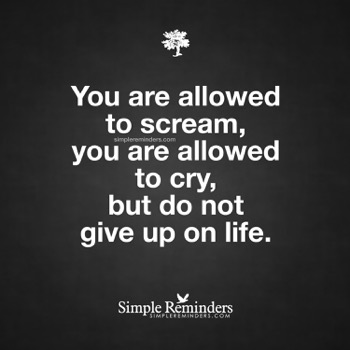 You are allowed
to scream,
simplereminders.com
you are allowed
to cry,
but do not
give up on life.
Simple Reminders
SIMPLEREMINDERS.COM